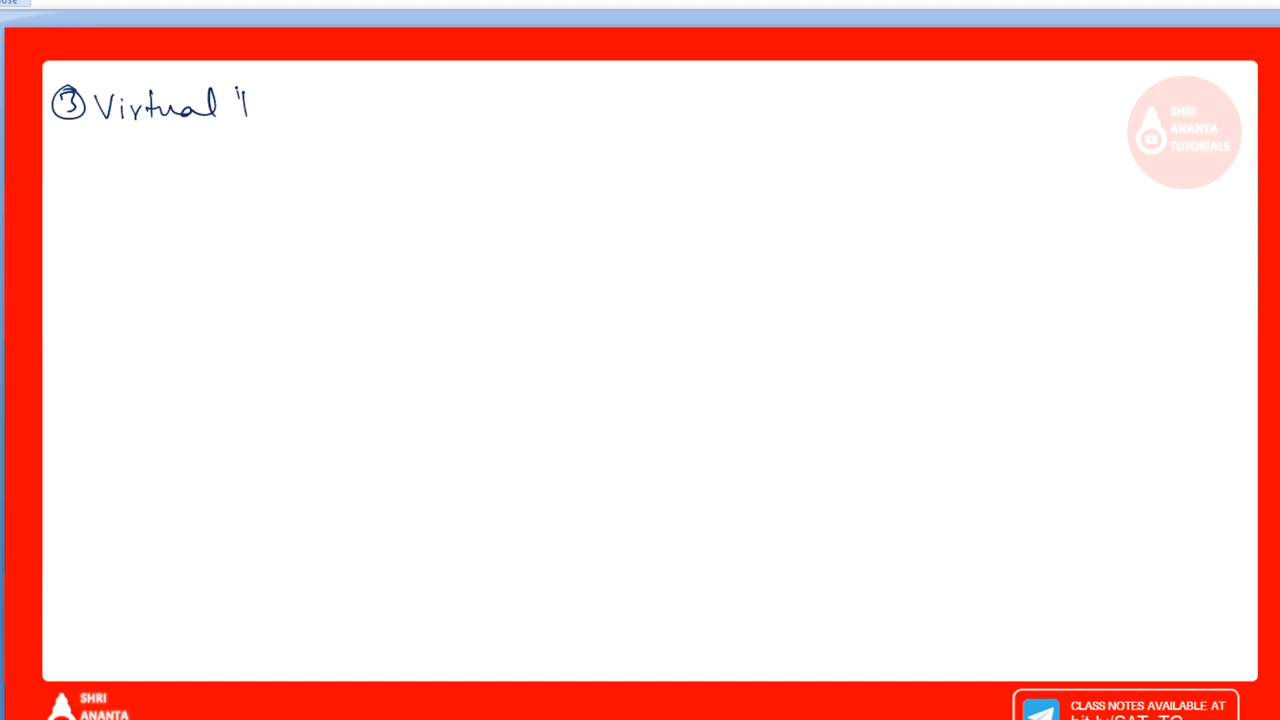 ③ Virtual
SHRI
ANANTA
TUTORIALS
SHRI
ANANTA
CLASS NOTES AVAILABLE AT